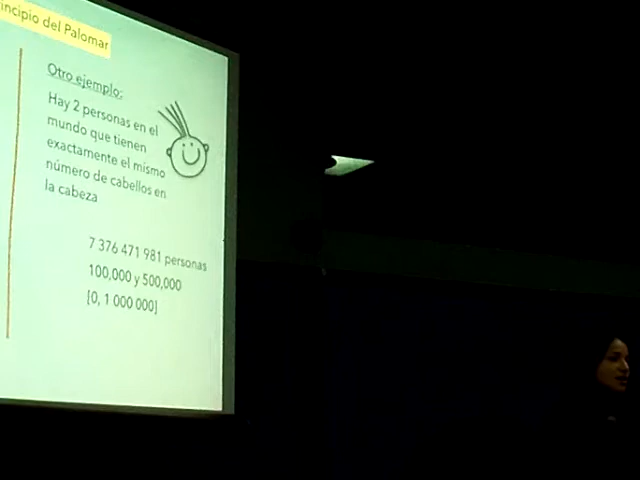 incipio del Palomar
Otro ejemplo:
Hay 2 personas en el
mundo que tienen
exactamente el mismo
número de cabellos en
la cabeza
7 376 471 981 personas
100,000 y 500,000
[0, 1 000 000]